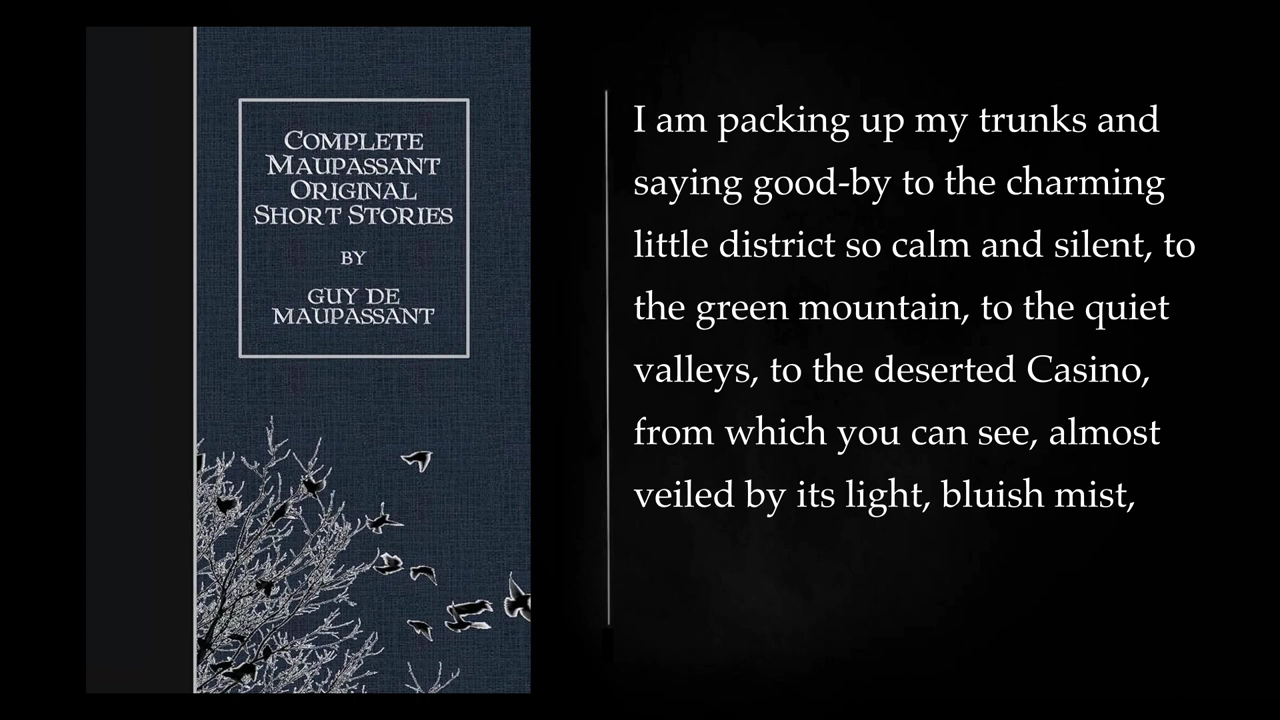 COMPLETE
MAUPASSANT
ORIGINAL
SHORT STORIES
BY
GUY DE
MAUPASSANT
I am packing up my trunks and
saying good-by to the charming
little district so calm and silent, to
the green mountain, to the quiet
valleys, to the deserted Casino,
from which you can see, almost
veiled by its light, bluish mist,